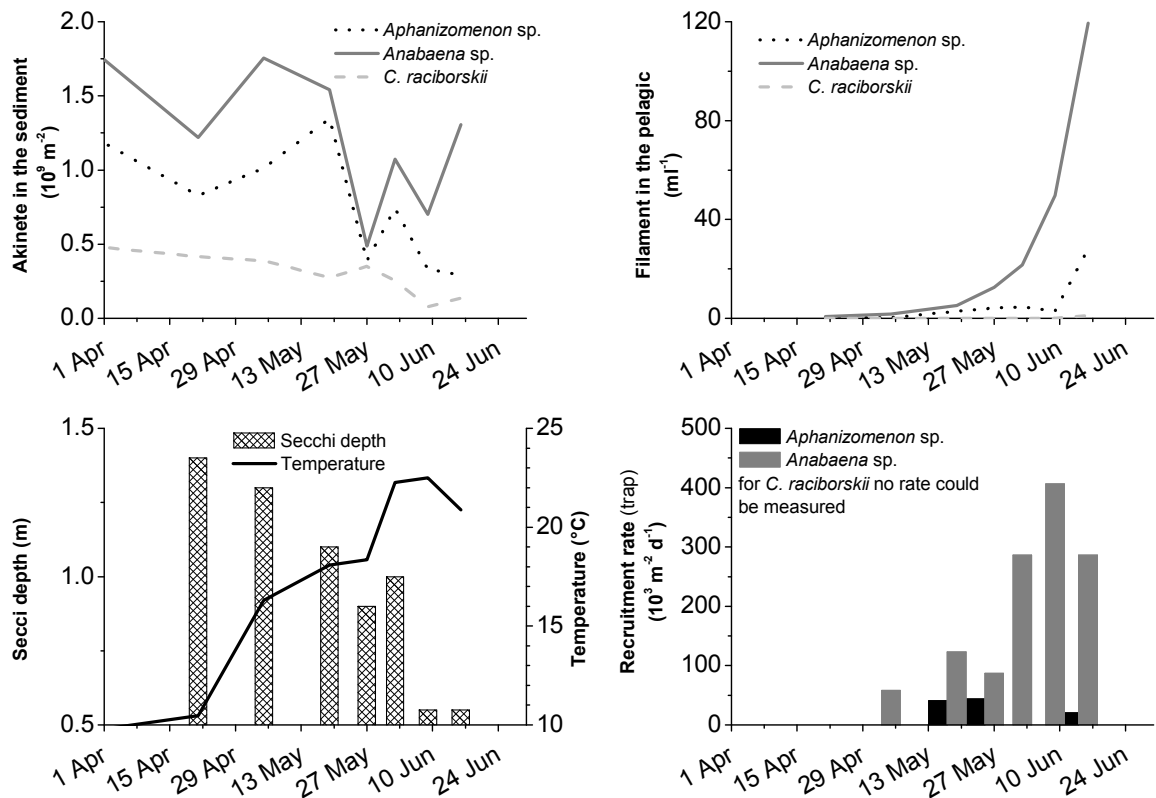 Akinete in the sediment
(10⁹ m⁻²)
2.0
1.5
1.0
0.5
0.0
Aphanizomenon sp.
Anabaena sp.
C. raciborskii
1 Apr
15 Apr
29 Apr
13 May
27 May
10 Jun
24 Jun
Filament in the pelagic
(ml⁻¹)
120
80
40
0
Aphanizomenon sp.
Anabaena sp.
C. raciborskii
1 Apr
15 Apr
29 Apr
13 May
27 May
10 Jun
24 Jun
Secci depth (m)
1.5
1.0
0.5
Secchi depth
Temperature
25
20
15
10
Temperature (°C)
1 Apr
15 Apr
29 Apr
13 May
27 May
10 Jun
24 Jun
Recruitment rate (trap)
(10³ m⁻² d⁻¹)
500
400
300
200
100
0
Aphanizomenon sp.
Anabaena sp.
for C. raciborskii no rate could
be measured
1 Apr
15 Apr
29 Apr
13 May
27 May
10 Jun
24 Jun